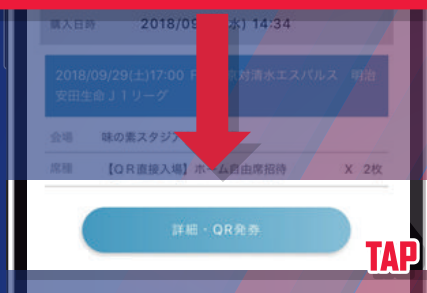 購入日時 2018/09 水) 14:34
2018/09/29(土)17:00 F 京対清水エスパルス 明治
安田生命J1リーグ
会場 味の素スタジア
席種 【QR直接入場】ホーム自由席招待 X 2枚
詳細・QR発券
TAP